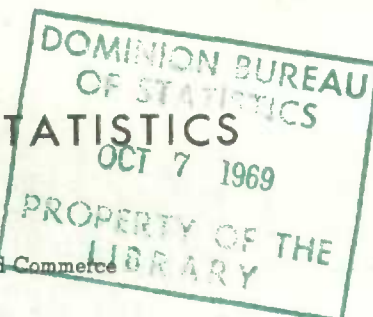 DOMINION BUREAU
OF STATISTICS
TATISTICS
OCT 7 1969
PROPERTY OF THE
LIBRARY
Commerce